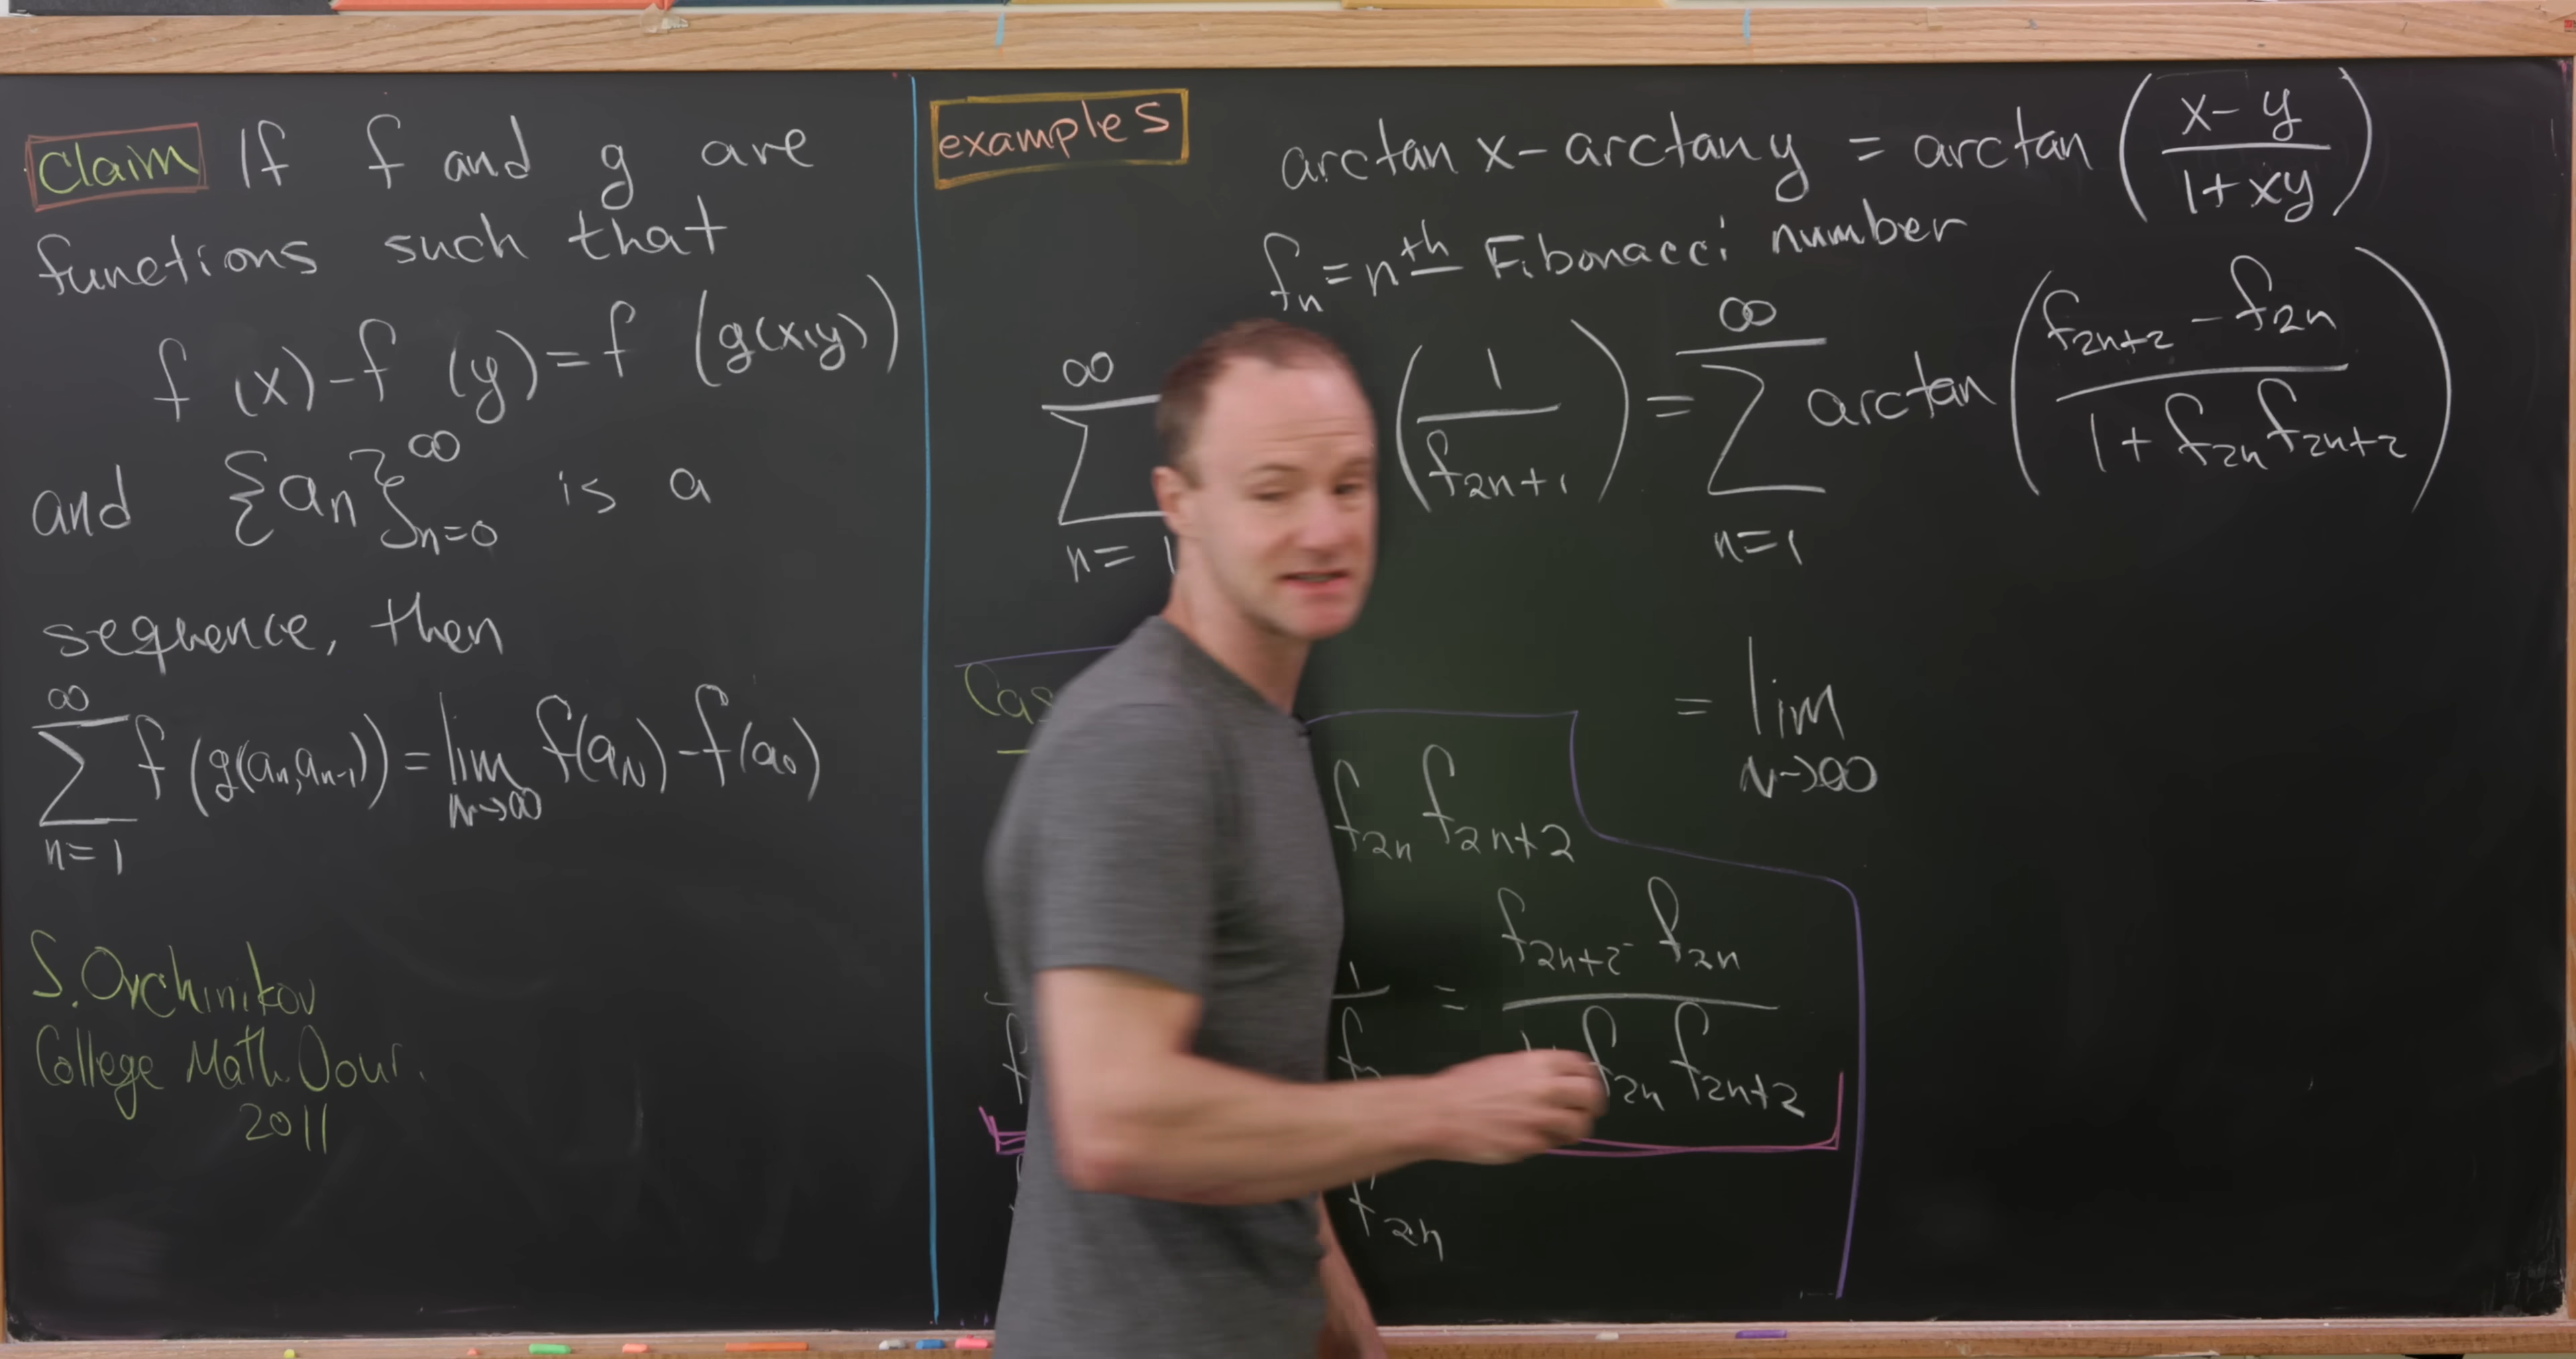 Claim If f and g are
functions such that
f(x)-f(y)=f(g(x,y))
and {a_n}_{n=0}^∞ is a
sequence, then
∑_{n=1}^∞ f(g(a_n,a_{n-1})) = lim_{N→∞} f(a_N)-f(a_0)
S. Ovchinikov
College Math. Jour.
2011
examples
arctan x - arctan y = arctan((x-y)/(1+xy))
f_n = n^{th} Fibonacci number
∑_{n=1}^∞ (1/f_{2n+1}) = ∑_{n=1}^∞ arctan((f_{2n+2} - f_{2n})/(1+f_{2n}f_{2n+2}))
= lim_{N→∞}
f_{2n} f_{2n+2}
= (f_{2n+2} - f_{2n})/(f_{2n} f_{2n+2})
f_{2n}